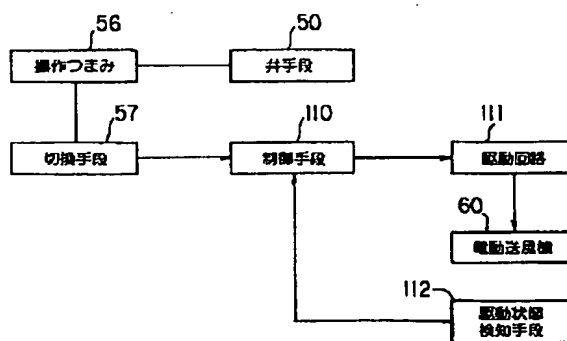 56
操作つまみ
50
弁手段
57
切換手段
110
制御手段
111
駆動回路
60
電動送風機
112
駆動状態
検知手段